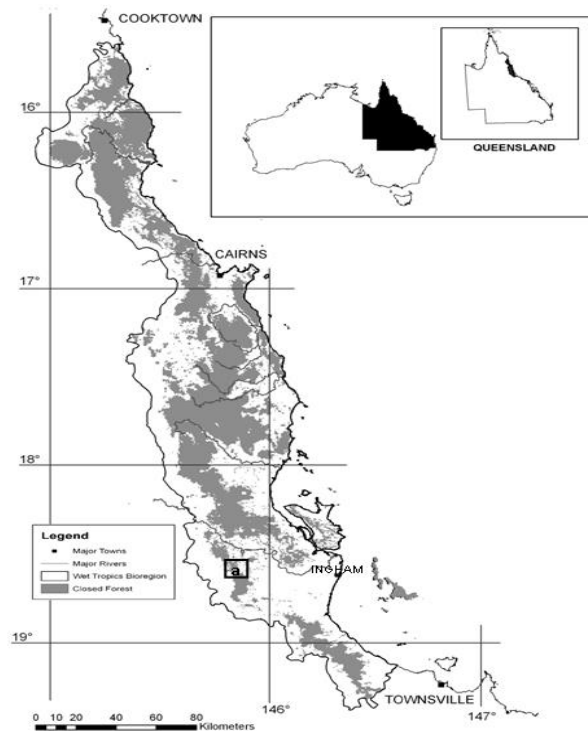 COOKTOWN
QUEENSLAND
16°
CAIRNS
17°
18°
Legend
Major Towns
Major Rivers
Wet Tropics Bioregion
Closed Forest
a
INGHAM
19°
TOWNSVILLE
146°
147°
0 10 20 40 60 80
Kilometers